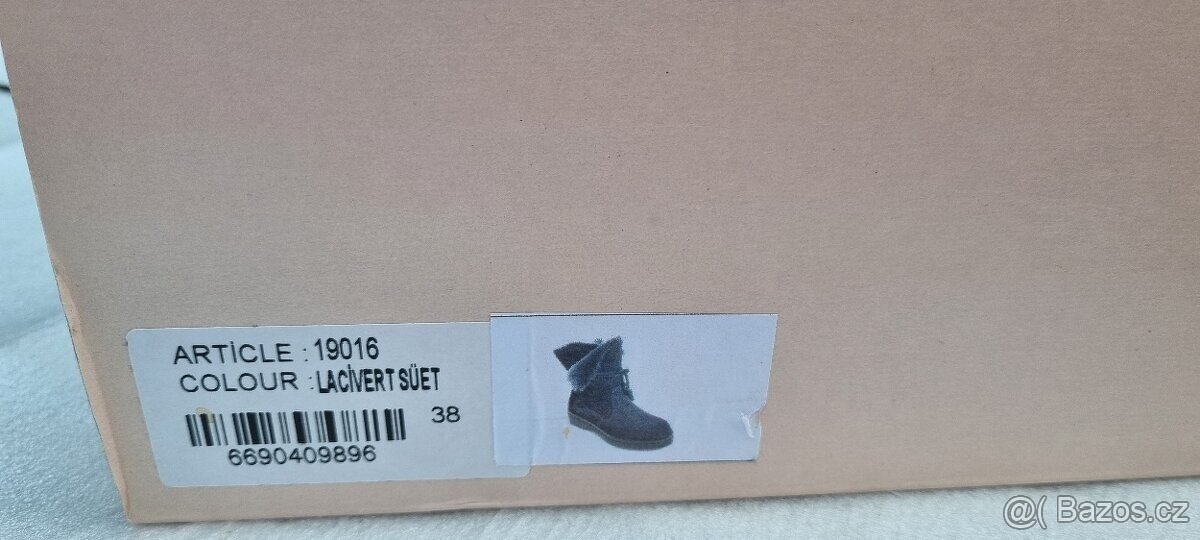 ARTİCLE : 19016
COLOUR : LACİVERT SÜET
38
6690409896
@( Bazos.cz